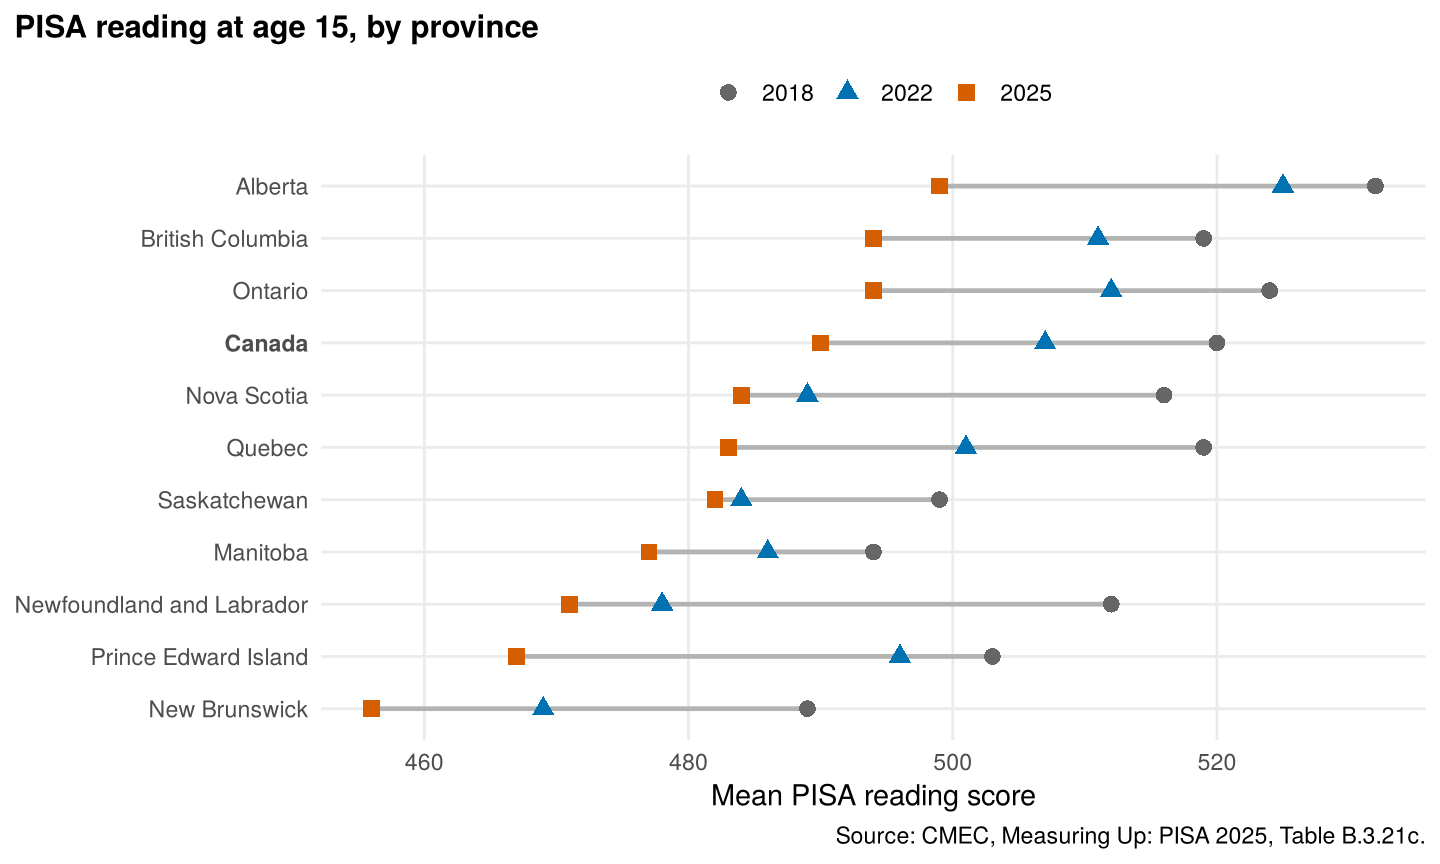 PISA reading at age 15, by province
2018 2022 2025
Alberta
British Columbia
Ontario
Canada
Nova Scotia
Quebec
Saskatchewan
Manitoba
Newfoundland and Labrador
Prince Edward Island
New Brunswick
460 480 500 520
Mean PISA reading score
Source: CMEC, Measuring Up: PISA 2025, Table B.3.21c.